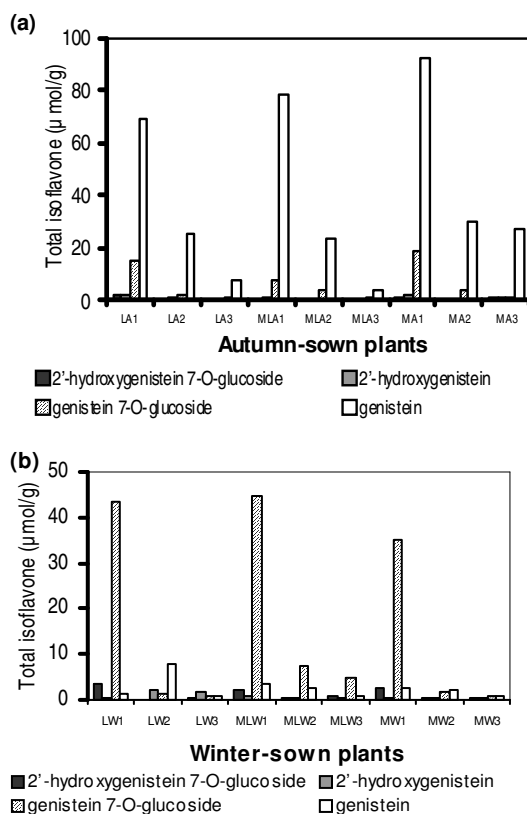 (a)
Total isoflavone (µ mol/g)
100
80
60
40
20
0
LA1 LA2 LA3 MLA1 MLA2 MLA3 MA1 MA2 MA3
Autumn-sown plants
2'-hydroxygenistein 7-O-glucoside 2'-hydroxygenistein
genistein 7-O-glucoside genistein
(b)
Total isoflavone (µmol/g)
50
40
30
20
10
0
LW1 LW2 LW3 MLW1 MLW2 MLW3 MW1 MW2 MW3
Winter-sown plants
2'-hydroxygenistein 7-O-glucoside 2'-hydroxygenistein
genistein 7-O-glucoside genistein